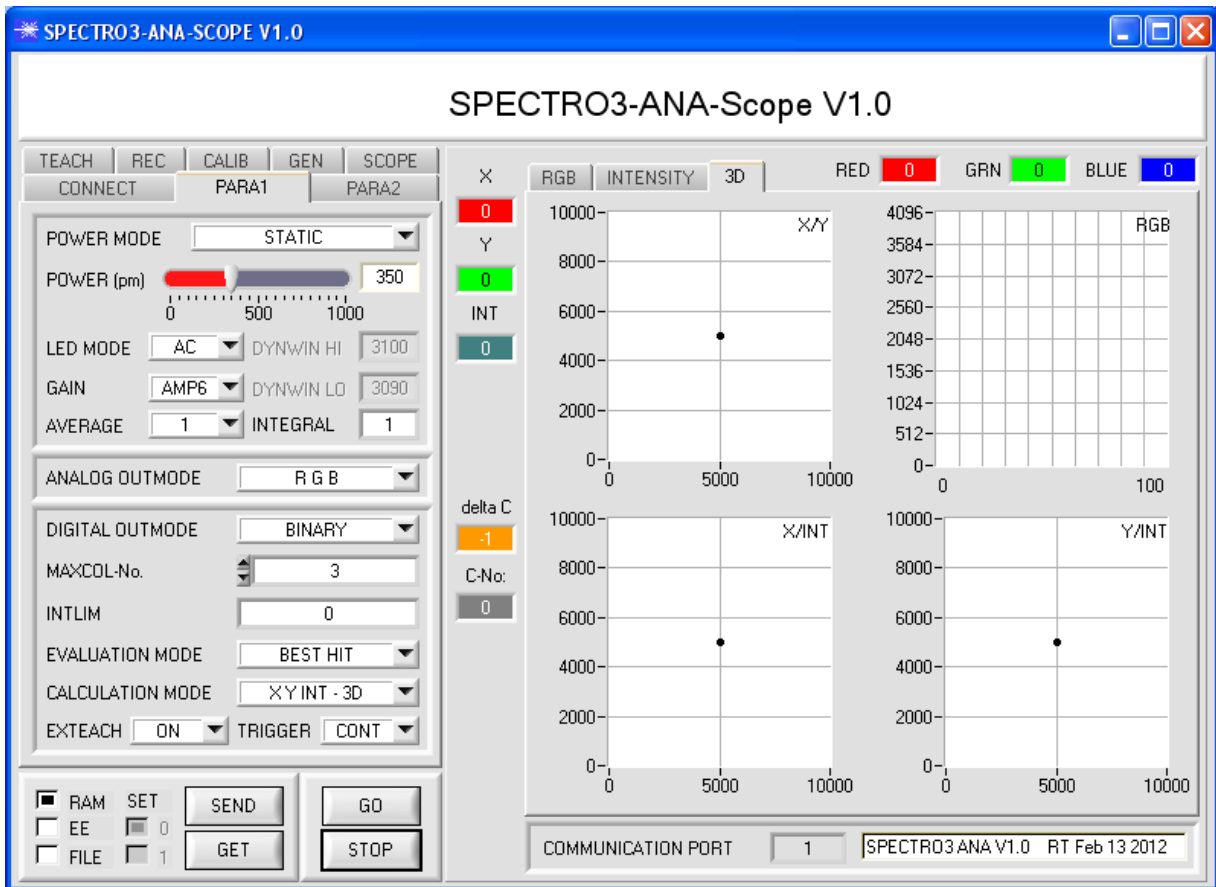 SPECTRO3-ANA-SCOPE V1.0
SPECTRO3-ANA-Scope V1.0
TEACH REC CALIB GEN SCOPE
CONNECT PARA1 PARA2
POWER MODE STATIC
POWER (pm) 350
0 500 1000
LED MODE AC DYNWIN HI 3100
GAIN AMP6 DYNWIN LO 3090
AVERAGE 1 INTEGRAL 1
ANALOG OUTMODE R G B
DIGITAL OUTMODE BINARY
MAXCOL-No. 3
INTLIM 0
EVALUATION MODE BEST HIT
CALCULATION MODE X Y INT - 3D
EXTEACH ON TRIGGER CONT
RAM SET SEND GO
EE 0
FILE 1 GET STOP
X
0
Y
0
INT
0
delta C
-1
C-No:
0
RGB INTENSITY 3D RED 0 GRN 0 BLUE 0
X/Y
10000
8000
6000
4000
2000
0
0 5000 10000
RGB
4096
3584
3072
2560
2048
1536
1024
512
0
0 100
X/INT
10000
8000
6000
4000
2000
0
0 5000 10000
Y/INT
10000
8000
6000
4000
2000
0
0 5000 10000
COMMUNICATION PORT 1 SPECTRO3 ANA V1.0 RT Feb 13 2012